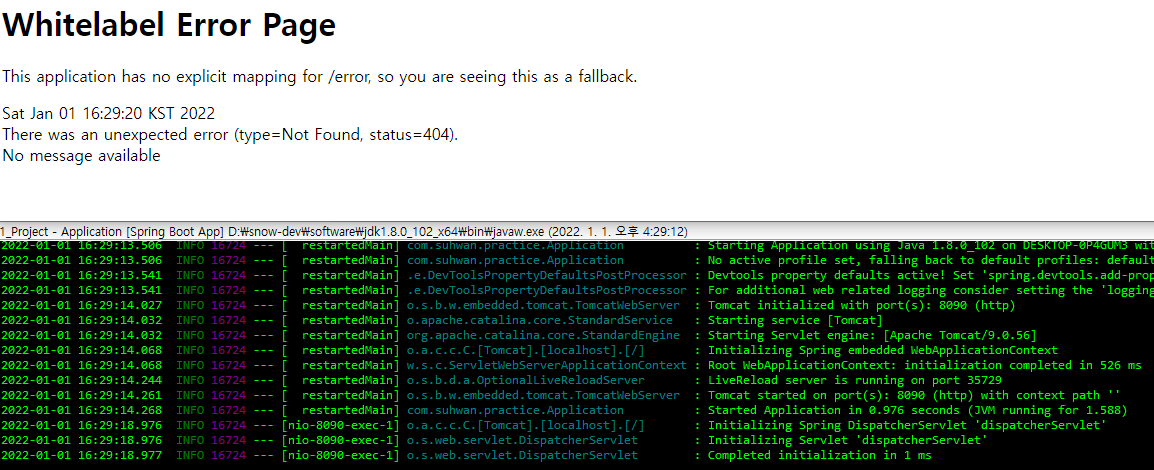 Whitelabel Error Page
This application has no explicit mapping for /error, so you are seeing this as a fallback.
Sat Jan 01 16:29:20 KST 2022
There was an unexpected error (type=Not Found, status=404).
No message available
1_Project - Application [Spring Boot App] D:₩snow-dev₩software₩jdk1.8.0_102_x64₩bin₩javaw.exe (2022. 1. 1. 오후 4:29:12)
2022-01-01 16:29:13.506  INFO 16724 --- [  restartedMain] com.suhwan.practice.Application          : Starting Application using Java 1.8.0_102 on DESKTOP-0P4GUM3 wit
2022-01-01 16:29:13.506  INFO 16724 --- [  restartedMain] com.suhwan.practice.Application          : No active profile set, falling back to default profiles: default
2022-01-01 16:29:13.541  INFO 16724 --- [  restartedMain] .e.DevToolsPropertyDefaultsPostProcessor : Devtools property defaults active! Set 'spring.devtools.add-prop
2022-01-01 16:29:13.541  INFO 16724 --- [  restartedMain] .e.DevToolsPropertyDefaultsPostProcessor : For additional web related logging consider setting the 'logging
2022-01-01 16:29:14.027  INFO 16724 --- [  restartedMain] o.s.b.w.embedded.tomcat.TomcatWebServer  : Tomcat initialized with port(s): 8090 (http)
2022-01-01 16:29:14.032  INFO 16724 --- [  restartedMain] o.apache.catalina.core.StandardService   : Starting service [Tomcat]
2022-01-01 16:29:14.032  INFO 16724 --- [  restartedMain] org.apache.catalina.core.StandardEngine  : Starting Servlet engine: [Apache Tomcat/9.0.56]
2022-01-01 16:29:14.068  INFO 16724 --- [  restartedMain] o.a.c.c.C.[Tomcat].[localhost].[/]       : Initializing Spring embedded WebApplicationContext
2022-01-01 16:29:14.068  INFO 16724 --- [  restartedMain] w.s.c.ServletWebServerApplicationContext : Root WebApplicationContext: initialization completed in 526 ms
2022-01-01 16:29:14.244  INFO 16724 --- [  restartedMain] o.s.b.d.a.OptionalLiveReloadServer       : LiveReload server is running on port 35729
2022-01-01 16:29:14.261  INFO 16724 --- [  restartedMain] o.s.b.w.embedded.tomcat.TomcatWebServer  : Tomcat started on port(s): 8090 (http) with context path ''
2022-01-01 16:29:14.268  INFO 16724 --- [  restartedMain] com.suhwan.practice.Application          : Started Application in 0.976 seconds (JVM running for 1.588)
2022-01-01 16:29:18.976  INFO 16724 --- [nio-8090-exec-1] o.a.c.c.C.[Tomcat].[localhost].[/]       : Initializing Spring DispatcherServlet 'dispatcherServlet'
2022-01-01 16:29:18.976  INFO 16724 --- [nio-8090-exec-1] o.s.web.servlet.DispatcherServlet        : Initializing Servlet 'dispatcherServlet'
2022-01-01 16:29:18.977  INFO 16724 --- [nio-8090-exec-1] o.s.web.servlet.DispatcherServlet        : Completed initialization in 1 ms